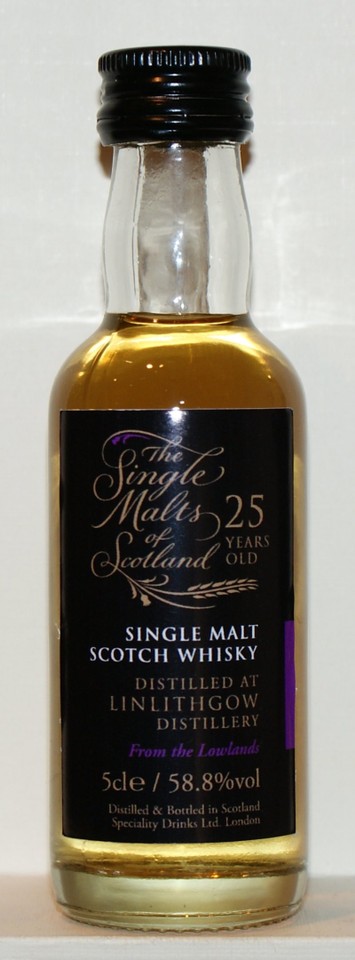 The
Single
Malts
of
Scotland
25
YEARS
OLD
SINGLE MALT
SCOTCH WHISKY
DISTILLED AT
LINLITHGOW
DISTILLERY
From the Lowlands
5cl℮ / 58.8%vol
Distilled & Bottled in Scotland
Speciality Drinks Ltd. London